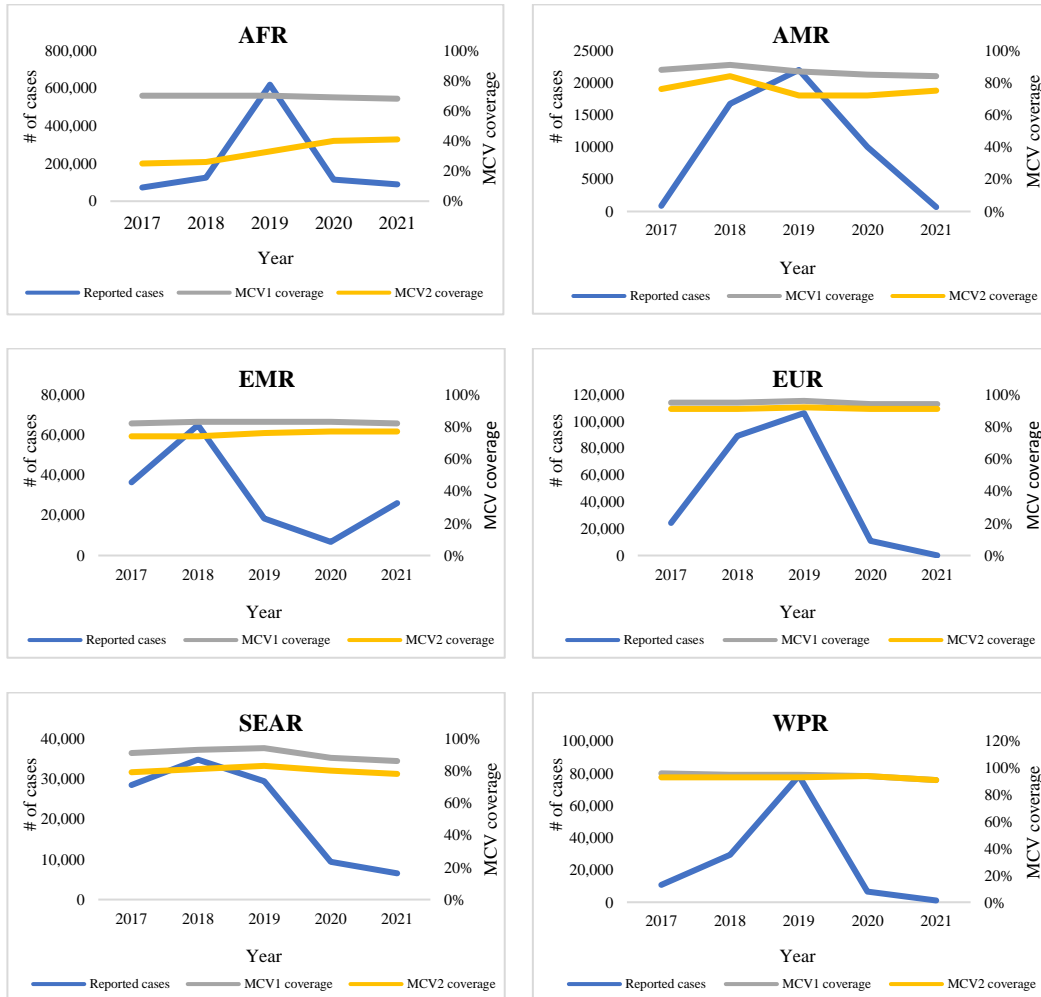 AFR
800,000
700,000
600,000
400,000
200,000
0
100%
80%
60%
40%
20%
0%
# of cases
MCV coverage
2017 2018 2019 2020 2021
Year
Reported cases MCV1 coverage MCV2 coverage
AMR
25000
20000
15000
10000
5000
0
100%
80%
60%
40%
20%
0%
# of cases
MCV coverage
2017 2018 2019 2020 2021
Year
Reported cases MCV1 coverage MCV2 coverage
EMR
80,000
60,000
40,000
20,000
0
100%
80%
60%
40%
20%
0%
# of cases
MCV coverage
2017 2018 2019 2020 2021
Year
Reported cases MCV1 coverage MCV2 coverage
EUR
120,000
100,000
80,000
60,000
40,000
20,000
0
100%
80%
60%
40%
20%
0%
# of cases
MCV coverage
2017 2018 2019 2020 2021
Year
Reported cases MCV1 coverage MCV2 coverage
SEAR
40,000
30,000
20,000
10,000
0
100%
80%
60%
40%
20%
0%
# of cases
MCV coverage
2017 2018 2019 2020 2021
Year
Reported cases MCV1 coverage MCV2 coverage
WPR
100,000
80,000
60,000
40,000
20,000
0
120%
100%
80%
60%
40%
20%
0%
# of cases
MCV coverage
2017 2018 2019 2020 2021
Year
Reported cases MCV1 coverage MCV2 coverage